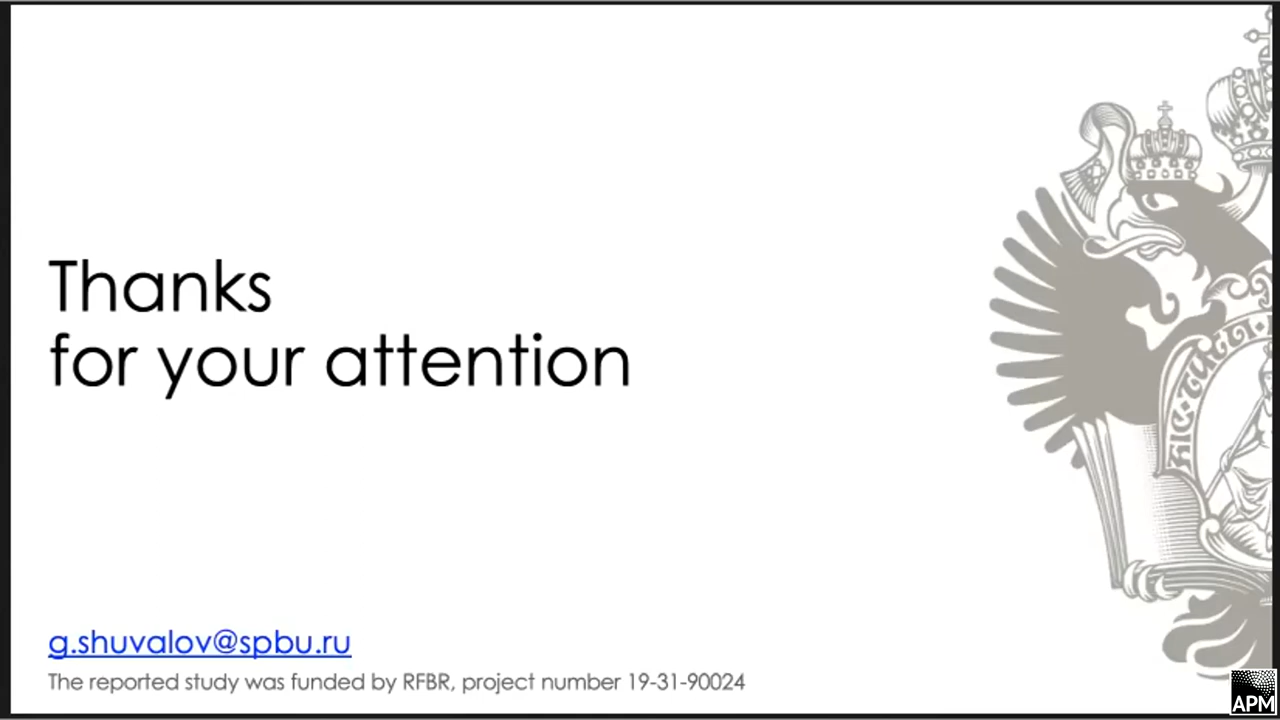 Thanks
for your attention
g.shuvalov@spbu.ru
The reported study was funded by RFBR, project number 19-31-90024
APM